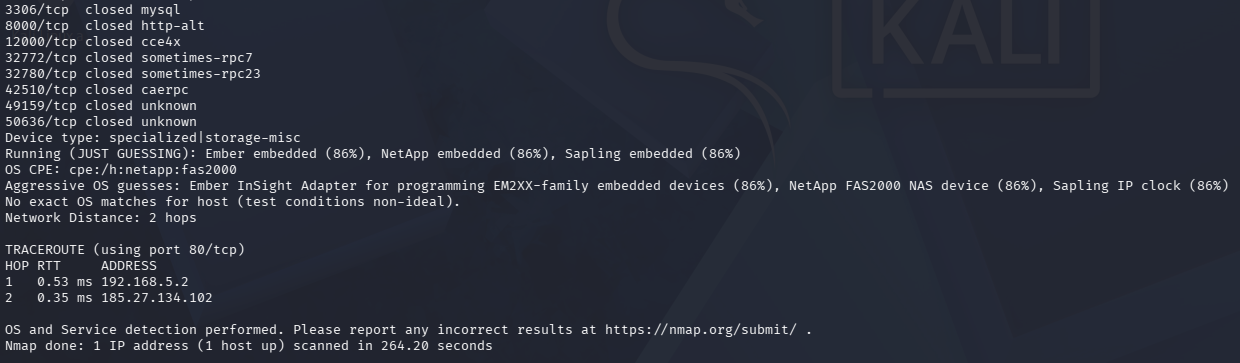 3306/tcp  closed mysql
8000/tcp  closed http-alt
12000/tcp closed cce4x
32772/tcp closed sometimes-rpc7
32780/tcp closed sometimes-rpc23
42510/tcp closed caerpc
49159/tcp closed unknown
50636/tcp closed unknown
Device type: specialized|storage-misc
Running (JUST GUESSING): Ember embedded (86%), NetApp embedded (86%), Sapling embedded (86%)
OS CPE: cpe:/h:netapp:fas2000
Aggressive OS guesses: Ember InSight Adapter for programming EM2XX-family embedded devices (86%), NetApp FAS2000 NAS device (86%), Sapling IP clock (86%)
No exact OS matches for host (test conditions non-ideal).
Network Distance: 2 hops

TRACEROUTE (using port 80/tcp)
HOP RTT     ADDRESS
1   0.53 ms 192.168.5.2
2   0.35 ms 185.27.134.102

OS and Service detection performed. Please report any incorrect results at https://nmap.org/submit/ .
Nmap done: 1 IP address (1 host up) scanned in 264.20 seconds
KALI